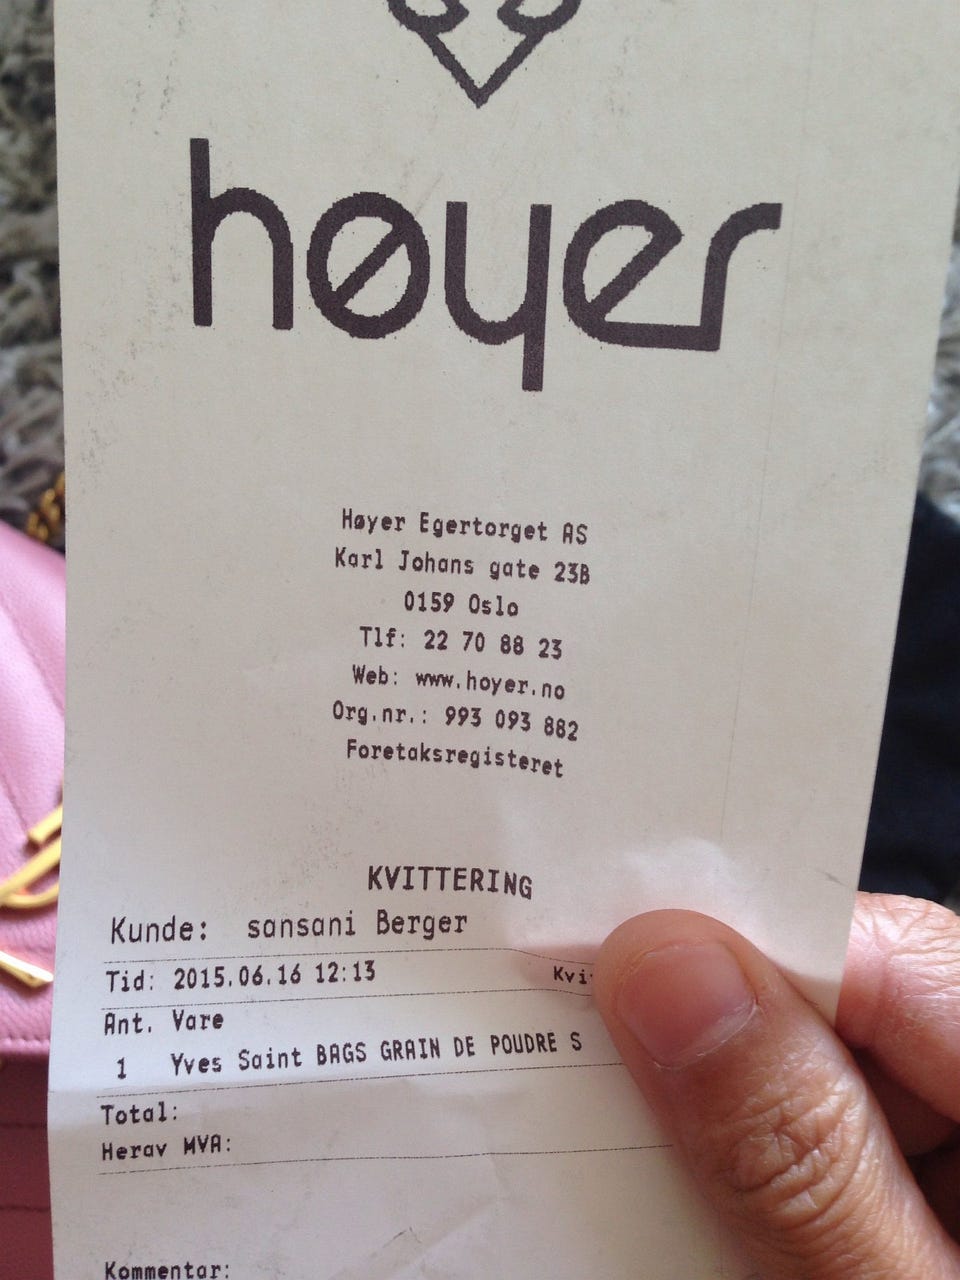 høyer
Høyer Egertorget AS
Karl Johans gate 23B
0159 Oslo
Tlf: 22 70 88 23
Web: www.hoyer.no
Org.nr.: 993 093 882
Foretaksregisteret
KVITTERING
Kunde: sansani Berger
Tid: 2015.06.16 12:13 Kvi
Ant. Vare
1 Yves Saint BAGS GRAIN DE POUDRE S
Total:
Herav MVA:
Kommentar: